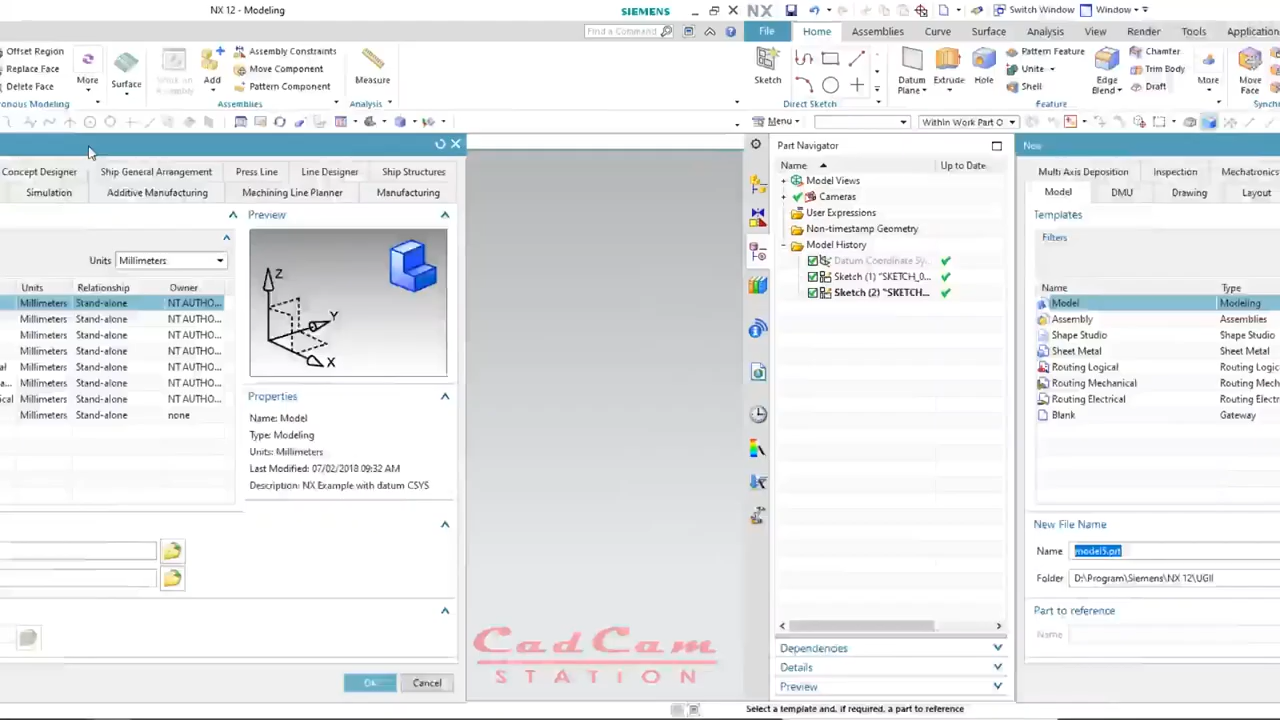 NX 12 - Modeling
SIEMENS
NX
Switch Window
Window
Find a Command
File
Home
Assemblies
Curve
Surface
Analysis
View
Render
Tools
Application
Offset Region
Replace Face
Delete Face
More
Surface
Work on Assembly
Add
Assembly Constraints
Move Component
Pattern Component
Measure
Sketch
Datum Plane
Extrude
Hole
Pattern Feature
Unite
Shell
Edge Blend
Chamfer
Trim Body
Draft
More
Move Face
onous Modeling
Assemblies
Analysis
Direct Sketch
Feature
Synchr
Menu
Within Work Part O
Concept Designer
Ship General Arrangement
Press Line
Line Designer
Ship Structures
Additive Manufacturing
Machining Line Planner
Manufacturing
Preview
Units
Millimeters
Units
Relationship
Owner
Millimeters Stand-alone NT AUTHO...
Millimeters Stand-alone NT AUTHO...
Millimeters Stand-alone NT AUTHO...
Millimeters Stand-alone NT AUTHO...
Millimeters Stand-alone NT AUTHO...
Millimeters Stand-alone NT AUTHO...
Millimeters Stand-alone NT AUTHO...
Millimeters Stand-alone none
Z
Y
X
Properties
Name: Model
Type: Modeling
Units: Millimeters
Last Modified: 07/02/2018 09:32 AM
Description: NX Example with datum CSYS
OK
Cancel
CadCam
STATION
Part Navigator
Name
Up to Date
Model Views
Cameras
User Expressions
Non-timestamp Geometry
Model History
Datum Coordinate Sy...
Sketch (1) "SKETCH_0...
Sketch (2) "SKETCH...
Dependencies
Details
Preview
Select a template and, if required, a part to reference
New
Multi Axis Deposition
Inspection
Mechatronics
Model
DMU
Drawing
Layout
Templates
Filters
Name
Type
Model Modeling
Assembly Assemblies
Shape Studio Shape Studio
Sheet Metal Sheet Metal
Routing Logical Routing Logic
Routing Mechanical Routing Mech
Routing Electrical Routing Electr
Blank Gateway
New File Name
Name model5.prt
Folder D:\Program\Siemens\NX 12\UGII
Part to reference
Name